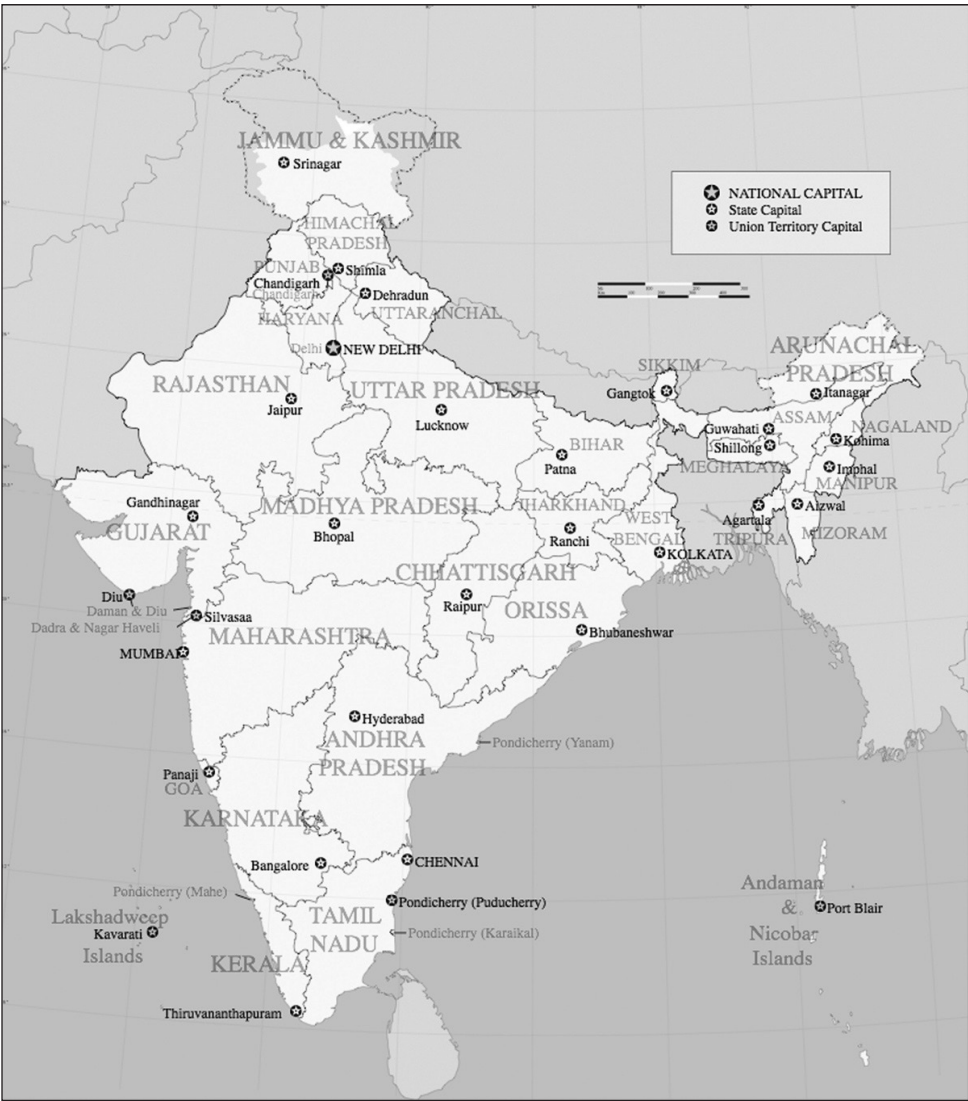 JAMMU & KASHMIR
Srinagar
NATIONAL CAPITAL
State Capital
Union Territory Capital
HIMACHAL
PRADESH
PUNJAB
Shimla
Chandigarh
Chandigarh
Dehradun
UTTARANCHAL
HARYANA
Delhi
NEW DELHI
ARUNACHAL
PRADESH
SIKKIM
RAJASTHAN
UTTAR PRADESH
Gangtok
Itanagar
Jaipur
Lucknow
ASSAM
NAGALAND
Guwahati
Kohima
BIHAR
Shillong
Patna
MEGHALAYA
Imphal
MANIPUR
Gandhinagar
MADHYA PRADESH
JHARKHAND
Agartala
Aizwal
GUJARAT
Bhopal
Ranchi
WEST
BENGAL
TRIPURA
MIZORAM
KOLKATA
CHHATTISGARH
Diu
Raipur
ORISSA
Daman & Diu
Silvasaa
Dadra & Nagar Haveli
MAHARASHTRA
Bhubaneshwar
MUMBAI
Hyderabad
ANDHRA
PRADESH
Pondicherry (Yanam)
Panaji
GOA
KARNATAKA
Bangalore
CHENNAI
Pondicherry (Mahe)
Pondicherry (Puducherry)
Andaman
&
Nicobar
Islands
Port Blair
Lakshadweep
Kavarati
Islands
TAMIL
NADU
Pondicherry (Karaikal)
KERALA
Thiruvananthapuram